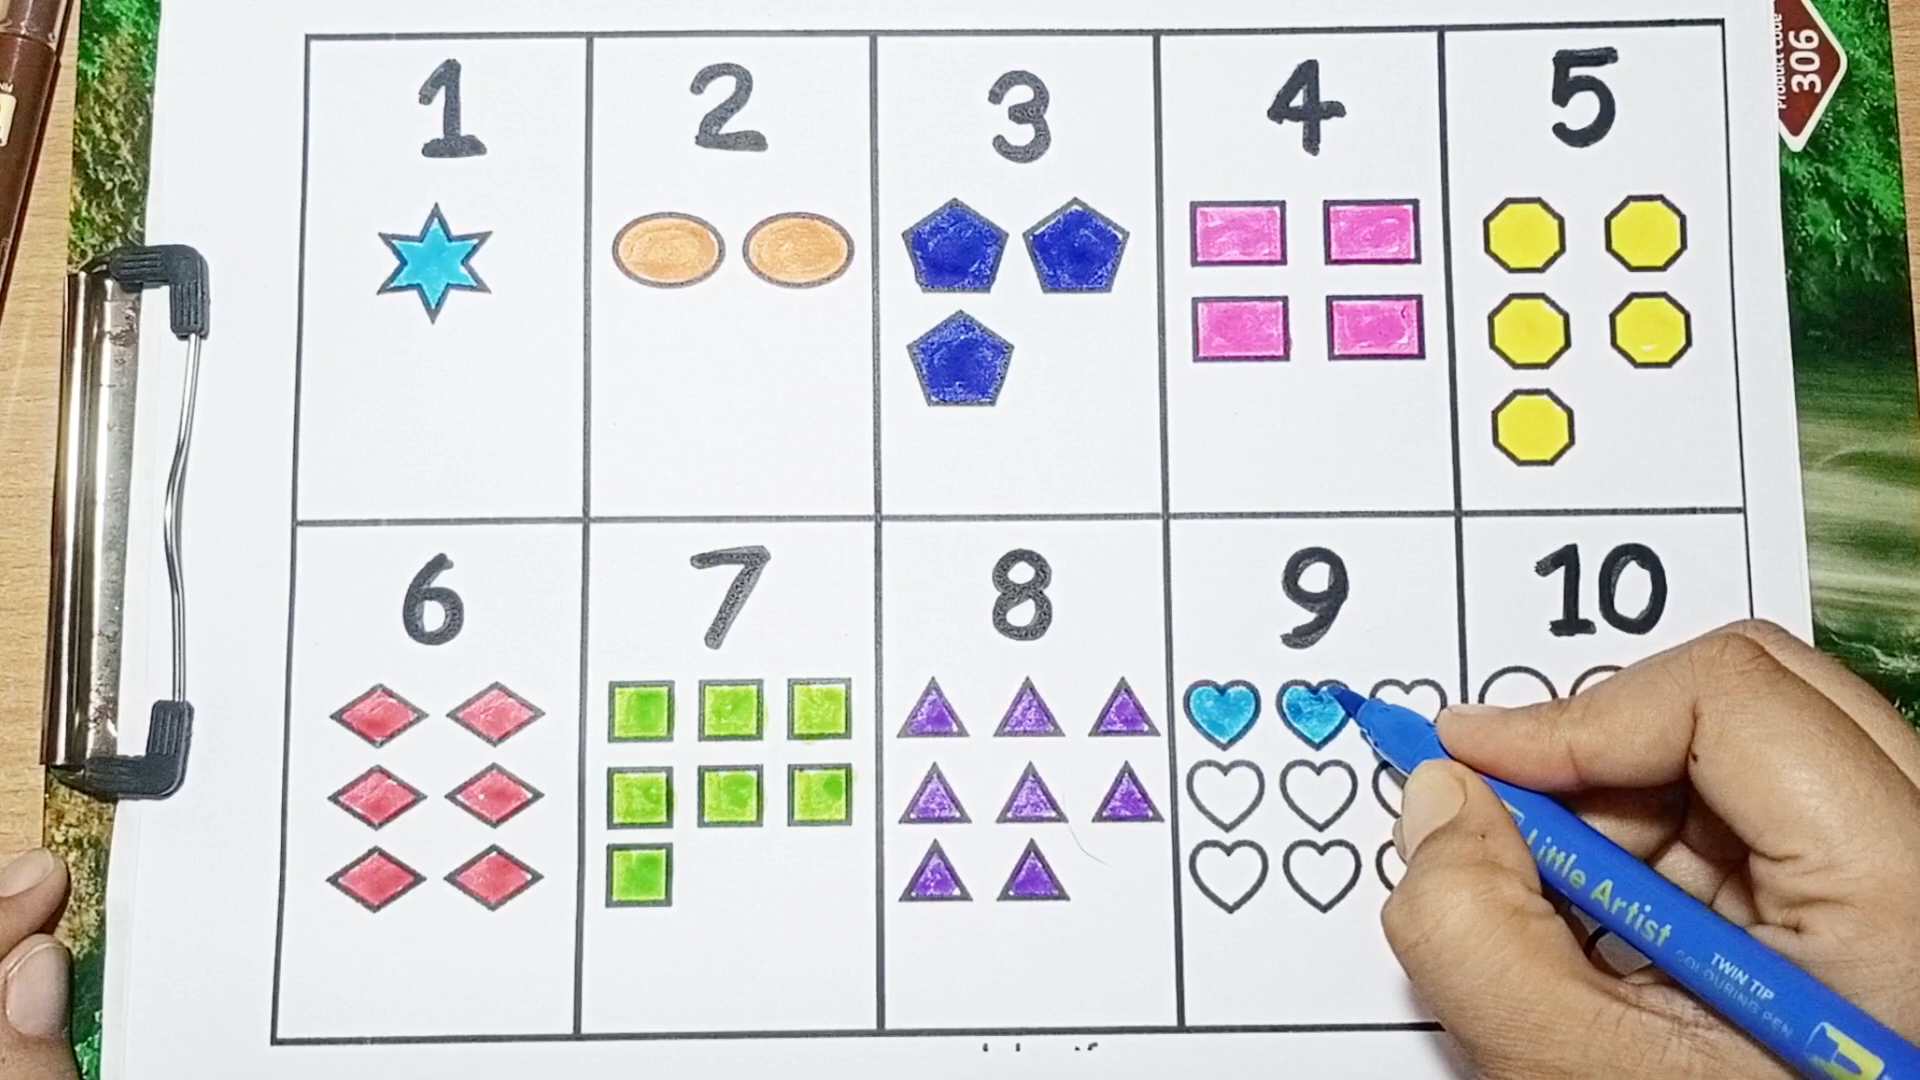 Product Code
306
1 2 3 4 5
6 7 8 9 10
Little Artist
TWIN TIP
COLOURING PEN